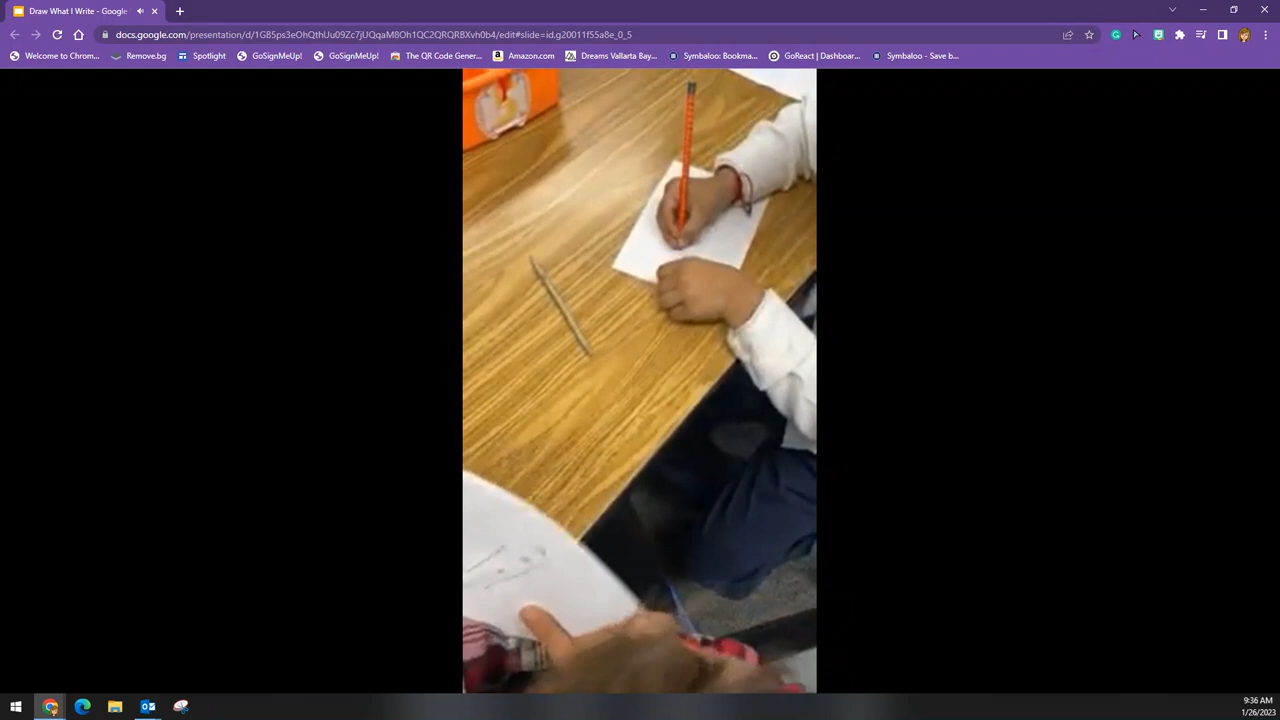 Draw What I Write - Google
docs.google.com/presentation/d/1GB5ps3eOhQthUu09Zc7jUQqaM8Oh1QC2QRQRBXvh0b4/edit#slide=id.g20011f55a8e_0_5
Welcome to Chrom... Remove.bg Spotlight GoSignMeUp! GoSignMeUp! The QR Code Gener... Amazon.com Dreams Vallarta Bay... Symbaloo: Bookma... GoReact | Dashboar... Symbaloo - Save b...
9:36 AM
1/26/2023